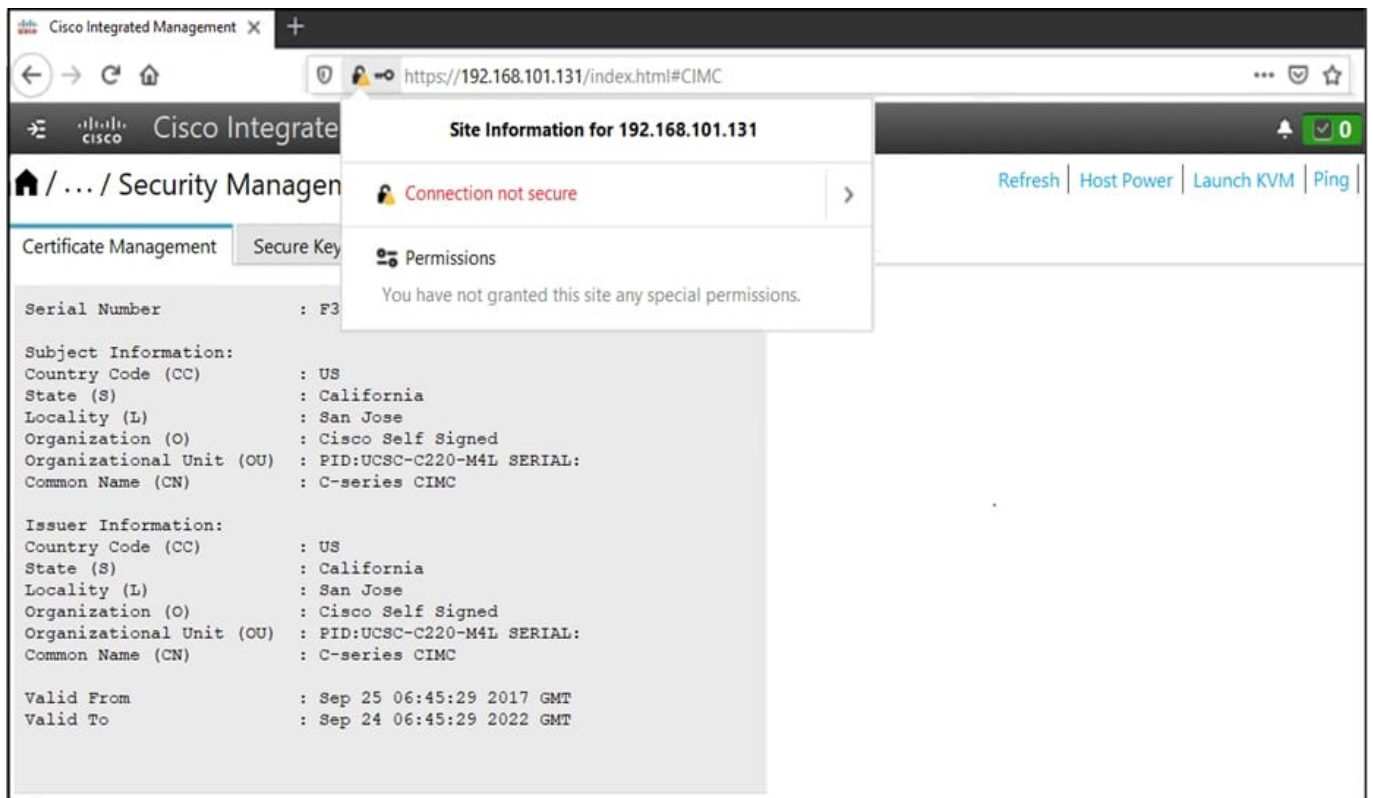 Cisco Integrated Management
https://192.168.101.131/index.html#CIMC
CISCO Cisco Integrate
0
Site Information for 192.168.101.131
/ ... / Security Managem
Refresh | Host Power | Launch KVM | Ping |
Connection not secure
Certificate Management Secure Key
Permissions
You have not granted this site any special permissions.
Serial Number : F3
Subject Information:
Country Code (CC) : US
State (S) : California
Locality (L) : San Jose
Organization (O) : Cisco Self Signed
Organizational Unit (OU) : PID:UCSC-C220-M4L SERIAL:
Common Name (CN) : C-series CIMC
Issuer Information:
Country Code (CC) : US
State (S) : California
Locality (L) : San Jose
Organization (O) : Cisco Self Signed
Organizational Unit (OU) : PID:UCSC-C220-M4L SERIAL:
Common Name (CN) : C-series CIMC
Valid From : Sep 25 06:45:29 2017 GMT
Valid To : Sep 24 06:45:29 2022 GMT